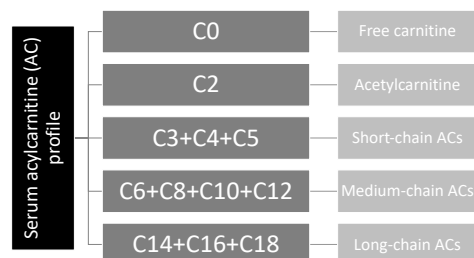 Serum acylcarnitine (AC)
profile
C0
Free carnitine
C2
Acetylcarnitine
C3+C4+C5
Short-chain ACs
C6+C8+C10+C12
Medium-chain ACs
C14+C16+C18
Long-chain ACs